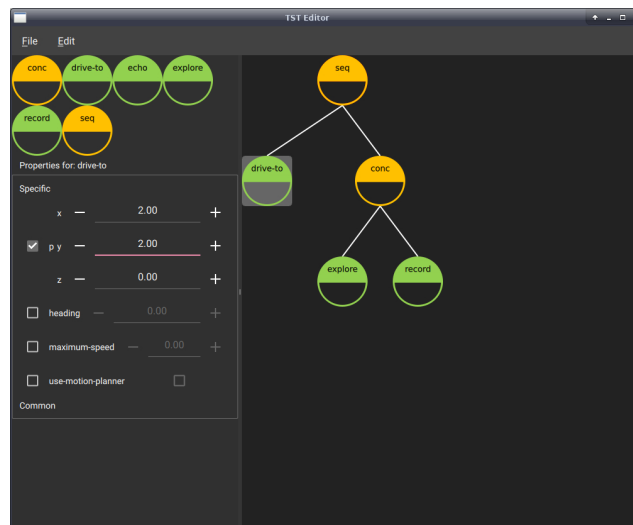 TST Editor
File Edit
conc drive-to echo explore
record seq
Properties for: drive-to
Specific
x 2.00
p y 2.00
z 0.00
heading 0.00
maximum-speed 0.00
use-motion-planner
Common
seq
drive-to conc
explore record